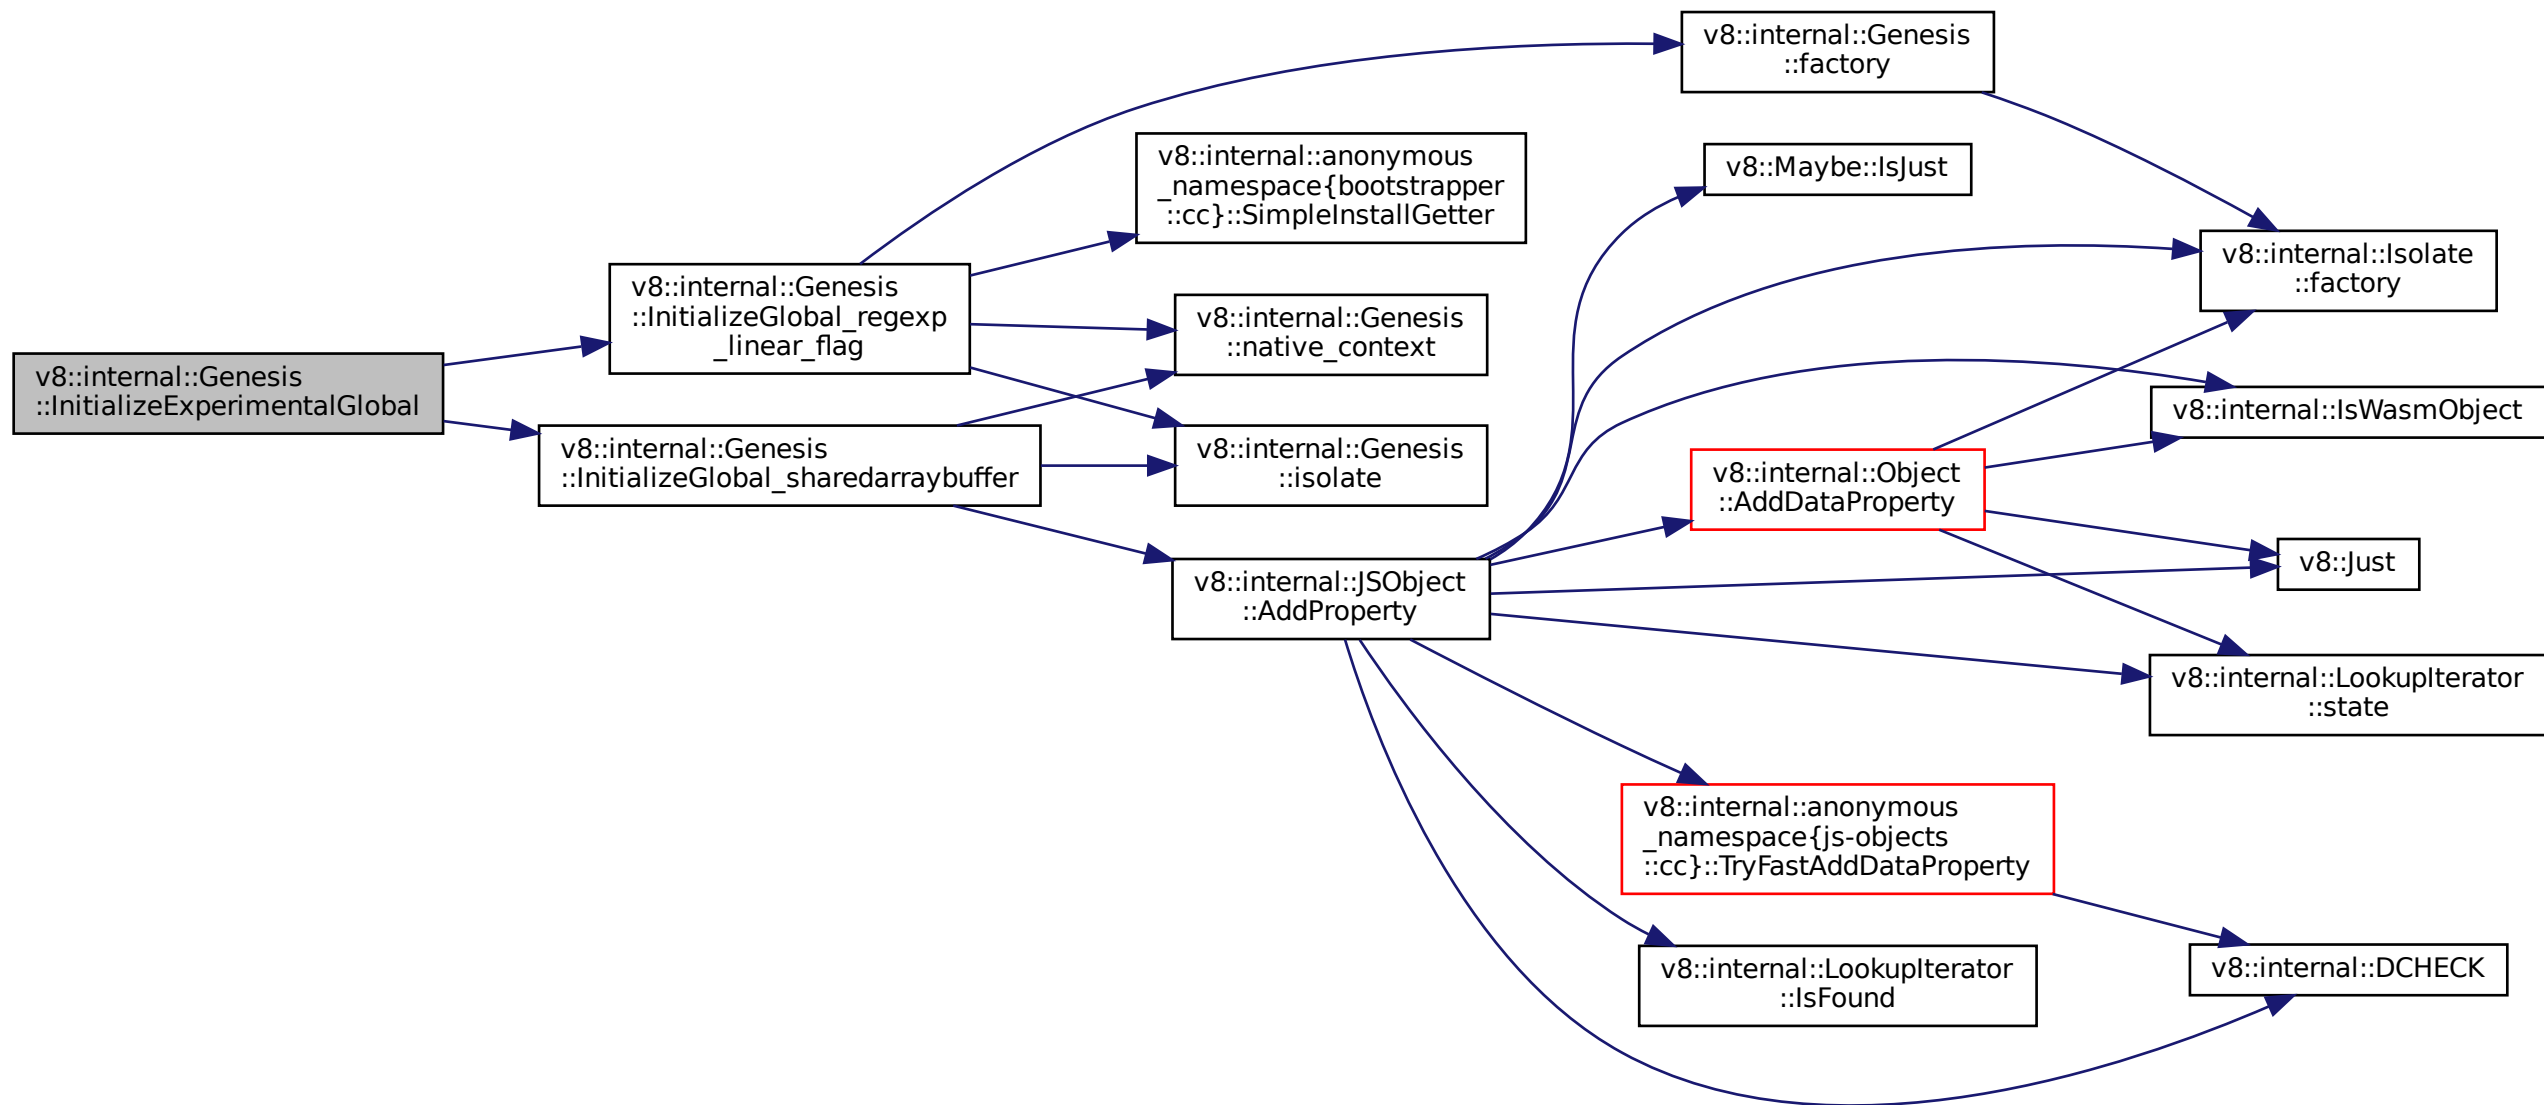 v8::internal::Genesis
::InitializeExperimentalGlobal
v8::internal::Genesis
::InitializeGlobal_regexp
_linear_flag
v8::internal::Genesis
::InitializeGlobal_sharedarraybuffer
v8::internal::anonymous
_namespace{bootstrapper
::cc}::SimpleInstallGetter
v8::internal::Genesis
::native_context
v8::internal::Genesis
::isolate
v8::internal::JSObject
::AddProperty
v8::internal::Genesis
::factory
v8::Maybe::IsJust
v8::internal::Object
::AddDataProperty
v8::internal::anonymous
_namespace{js-objects
::cc}::TryFastAddDataProperty
v8::internal::LookupIterator
::IsFound
v8::internal::Isolate
::factory
v8::internal::IsWasmObject
v8::Just
v8::internal::LookupIterator
::state
v8::internal::DCHECK